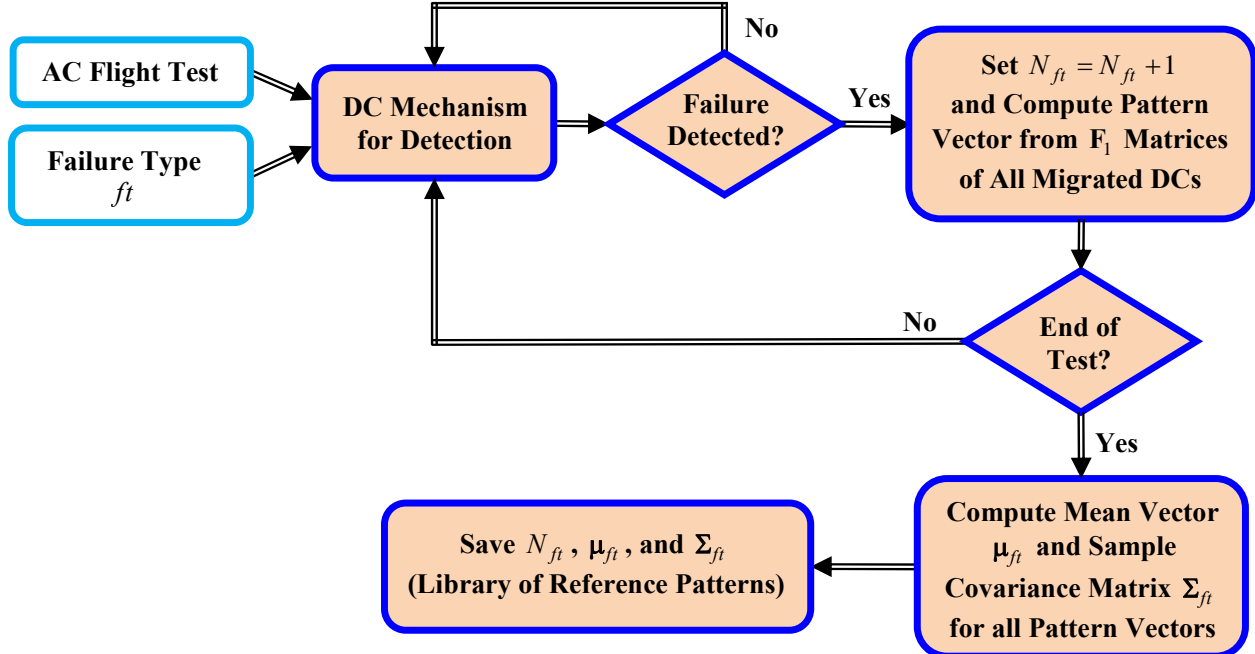 AC Flight Test
Failure Type
ft
DC Mechanism
for Detection
No
Failure
Detected?
Yes
Set N_ft = N_ft + 1
and Compute Pattern
Vector from F_1 Matrices
of All Migrated DCs
No
End of
Test?
Yes
Compute Mean Vector
μ_ft and Sample
Covariance Matrix Σ_ft
for all Pattern Vectors
Save N_ft , μ_ft , and Σ_ft
(Library of Reference Patterns)